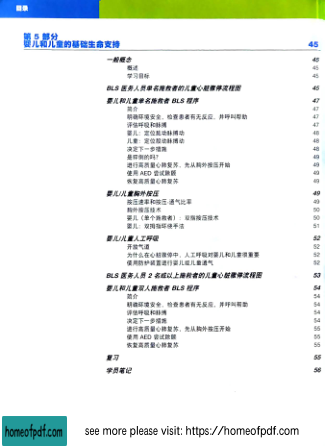 目录
第 5 部分
婴儿和儿童的基础生命支持 45
一般概念 45
概述 45
学习目标 45
BLS 医务人员单名施救者的儿童心脏骤停流程图 45
婴儿和儿童单名施救者 BLS 程序 47
简介 47
明确环境安全，检查患者有无反应，并呼叫帮助 47
评估呼吸和脉搏 47
婴儿：定位肱动脉搏动 48
儿童：定位股动脉搏动 48
决定下一步措施 48
是猝倒的吗？ 49
进行高质量心肺复苏，先从胸外按压开始 49
使用 AED 尝试除颤 49
恢复高质量心肺复苏 49
婴儿/儿童胸外按压 49
按压速率和按压-通气比率 49
胸外按压技术 50
婴儿（单个施救者）：双指按压技术 50
婴儿：双拇指环绕手法 51
婴儿/儿童人工呼吸 52
开放气道 52
为什么在心脏骤停中，人工呼吸对婴儿和儿童很重要 52
使用防护装置进行婴儿或儿童通气 52
BLS 医务人员 2 名或以上施救者的儿童心脏骤停流程图 53
婴儿和儿童双人施救者 BLS 程序 54
简介 54
明确环境安全，检查患者有无反应，并呼叫帮助 54
评估呼吸和脉搏 54
决定下一步措施 54
进行高质量心肺复苏，先从胸外按压开始 55
使用 AED 尝试除颤 55
恢复高质量心肺复苏 55
复习 55
学员笔记 56
homeofpdf.com
see more please visit: https://homeofpdf.com